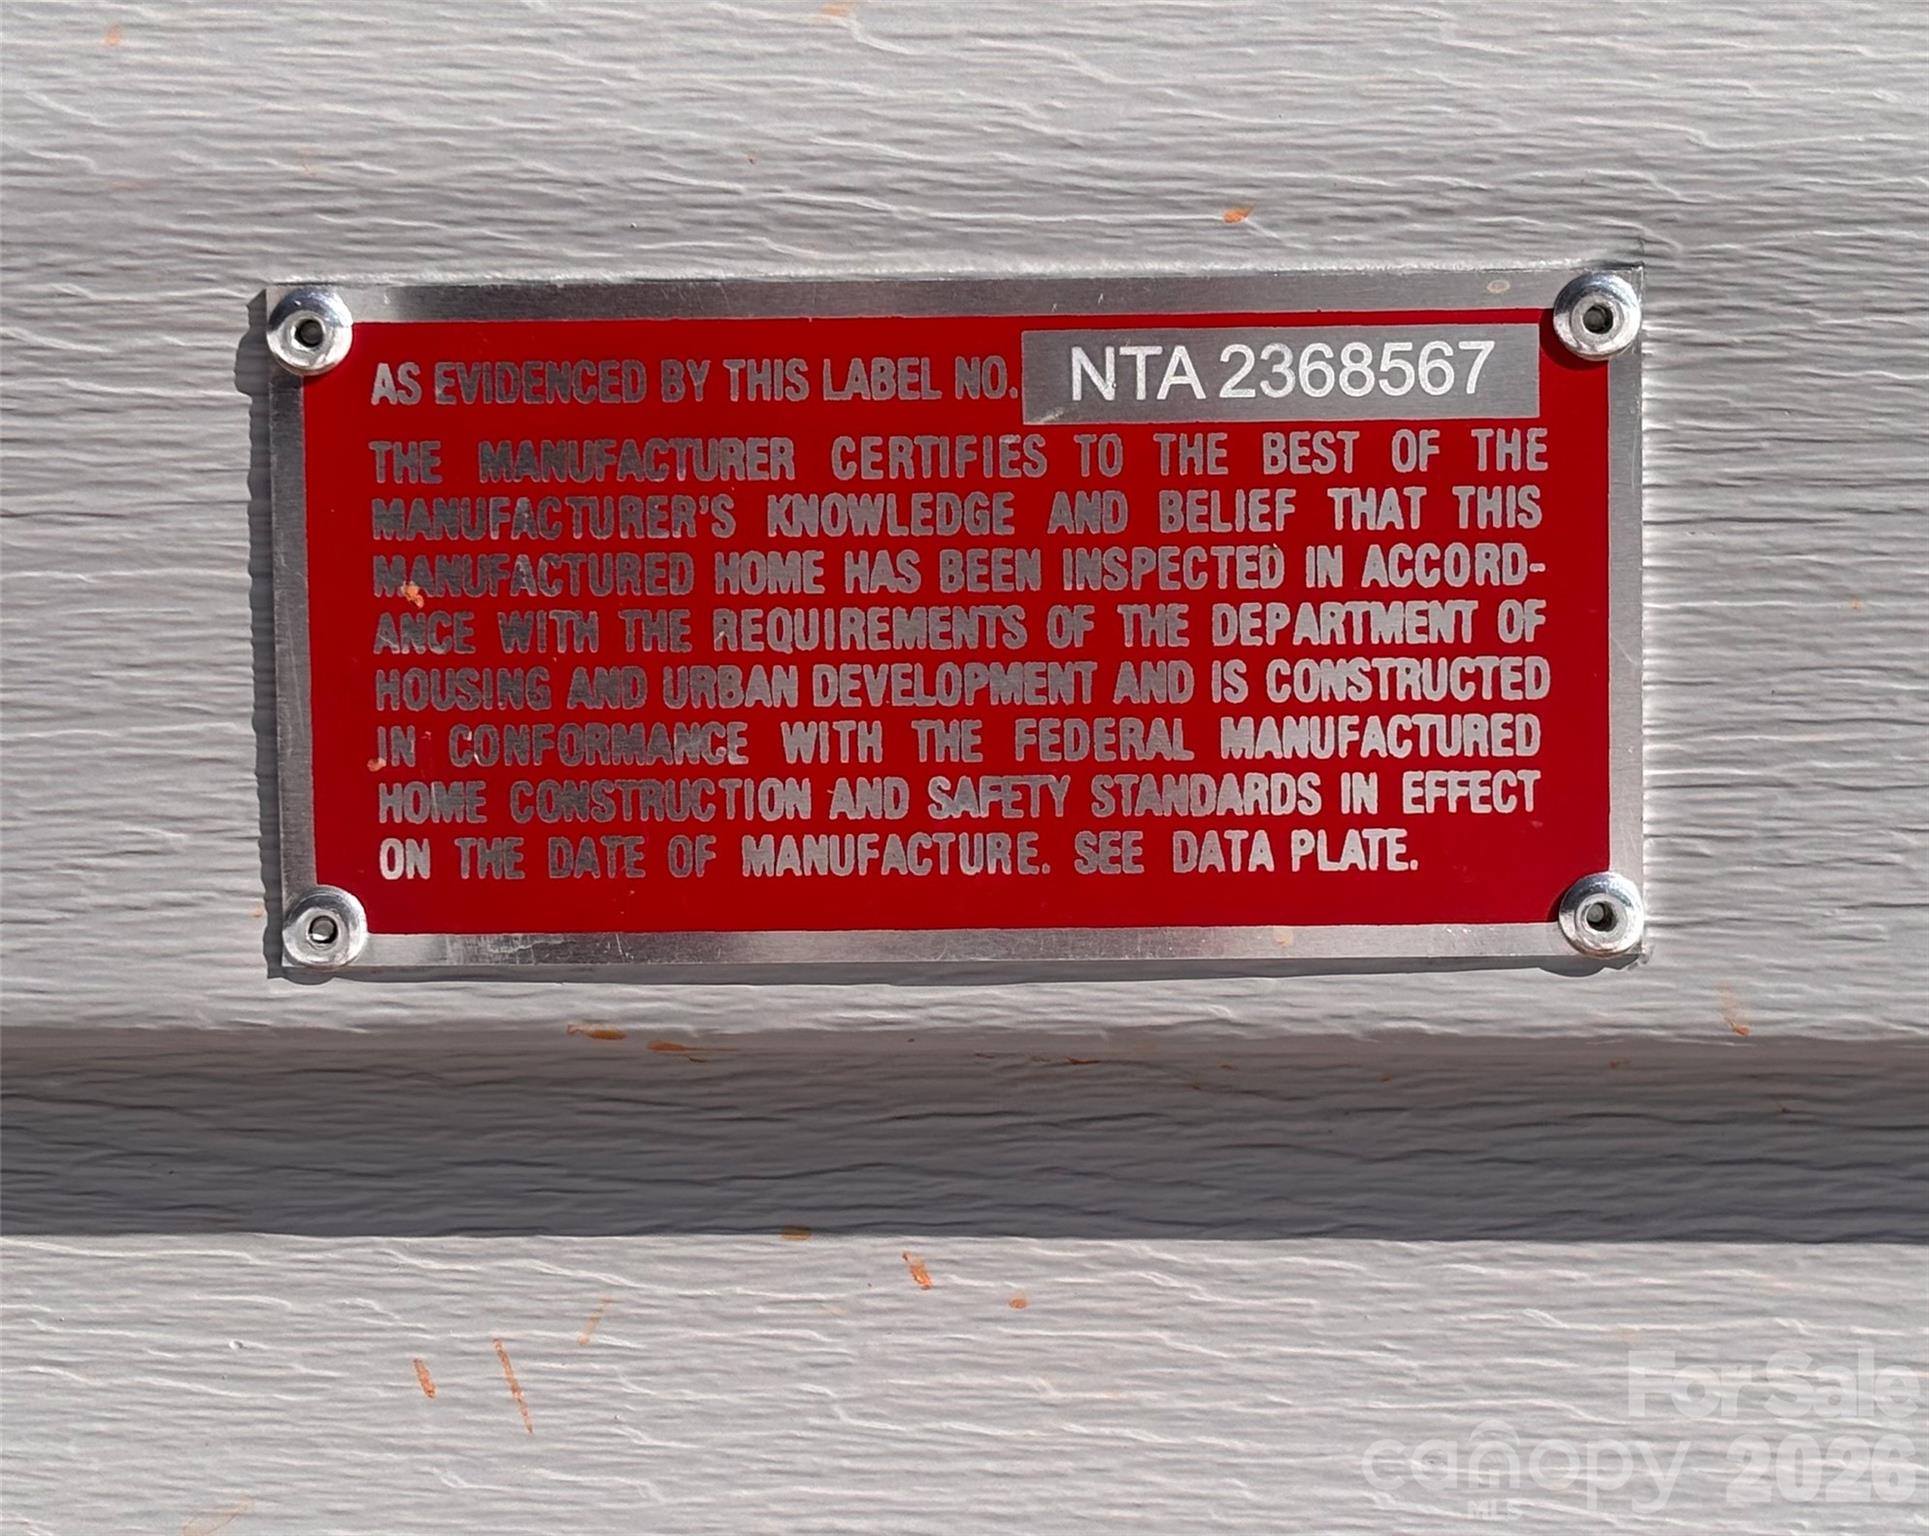 AS EVIDENCED BY THIS LABEL NO. NTA 2368567
THE MANUFACTURER CERTIFIES TO THE BEST OF THE
MANUFACTURER'S KNOWLEDGE AND BELIEF THAT THIS
MANUFACTURED HOME HAS BEEN INSPECTED IN ACCORD-
ANCE WITH THE REQUIREMENTS OF THE DEPARTMENT OF
HOUSING AND URBAN DEVELOPMENT AND IS CONSTRUCTED
IN CONFORMANCE WITH THE FEDERAL MANUFACTURED
HOME CONSTRUCTION AND SAFETY STANDARDS IN EFFECT
ON THE DATE OF MANUFACTURE. SEE DATA PLATE.
For Sale
canopy 2026
MLS